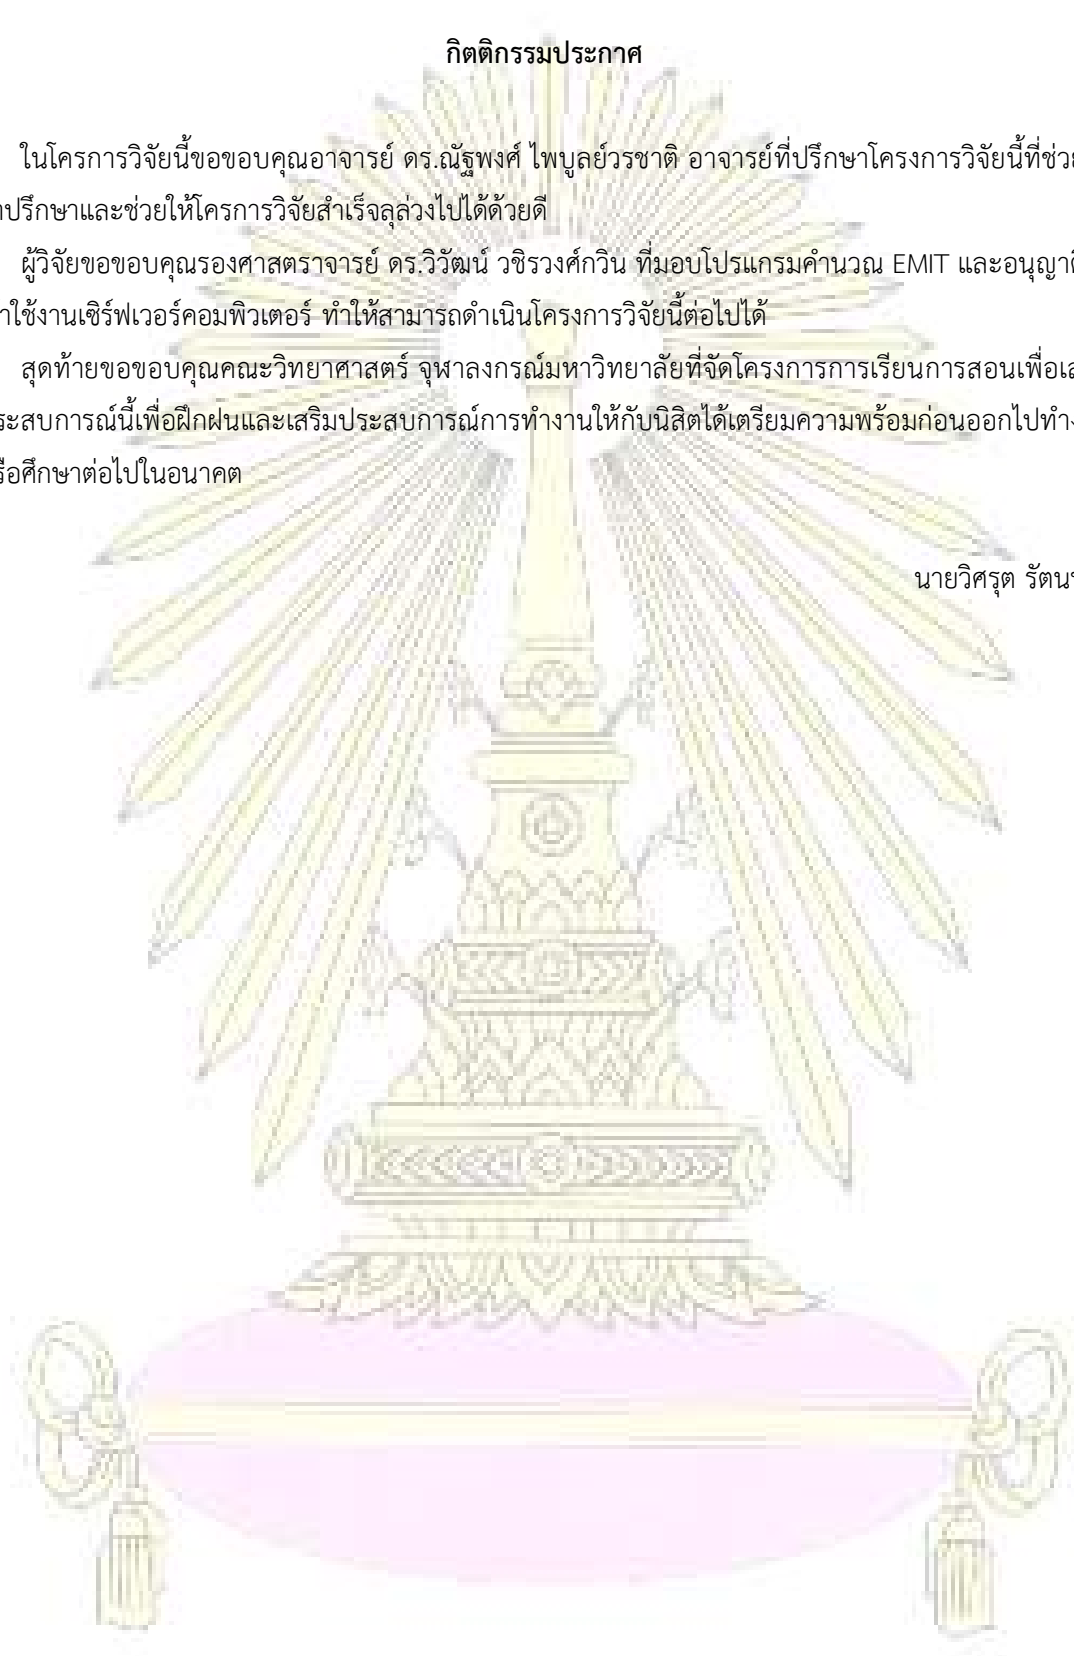 กิตติกรรมประกาศ
ในโครการวิจัยนี้ขอขอบคุณอาจารย์ ดร.ณัฐพงศ์ ไพบูลย์วรชาติ อาจารย์ที่ปรึกษาโครงการวิจัยนี้ที่ช่วย
ปรึกษาและช่วยให้โครการวิจัยสำเร็จลุล่วงไปได้ด้วยดี
ผู้วิจัยขอขอบคุณรองศาสตราจารย์ ดร.วิวัฒน์ วชิรวงศ์กวิน ที่มอบโปรแกรมคำนวณ EMIT และ
ใช้งานเซิร์ฟเวอร์คอมพิวเตอร์ ทำให้สามารถดำเนินโครงการวิจัยนี้ต่อไปได้
สุดท้ายขอขอบคุณคณะวิทยาศาสตร์ จุฬาลงกรณ์มหาวิทยาลัยที่จัดโครงการการเรียนการสอนเพื่อ
ประสบการณ์นี้เพื่อฝึกฝนและเสริมประสบการณ์การทำงานให้กับนิสิตได้เตรียมความพร้อมก่อนออกไป
ศึกษาต่อไปในอนาคต
นายวิศรุต